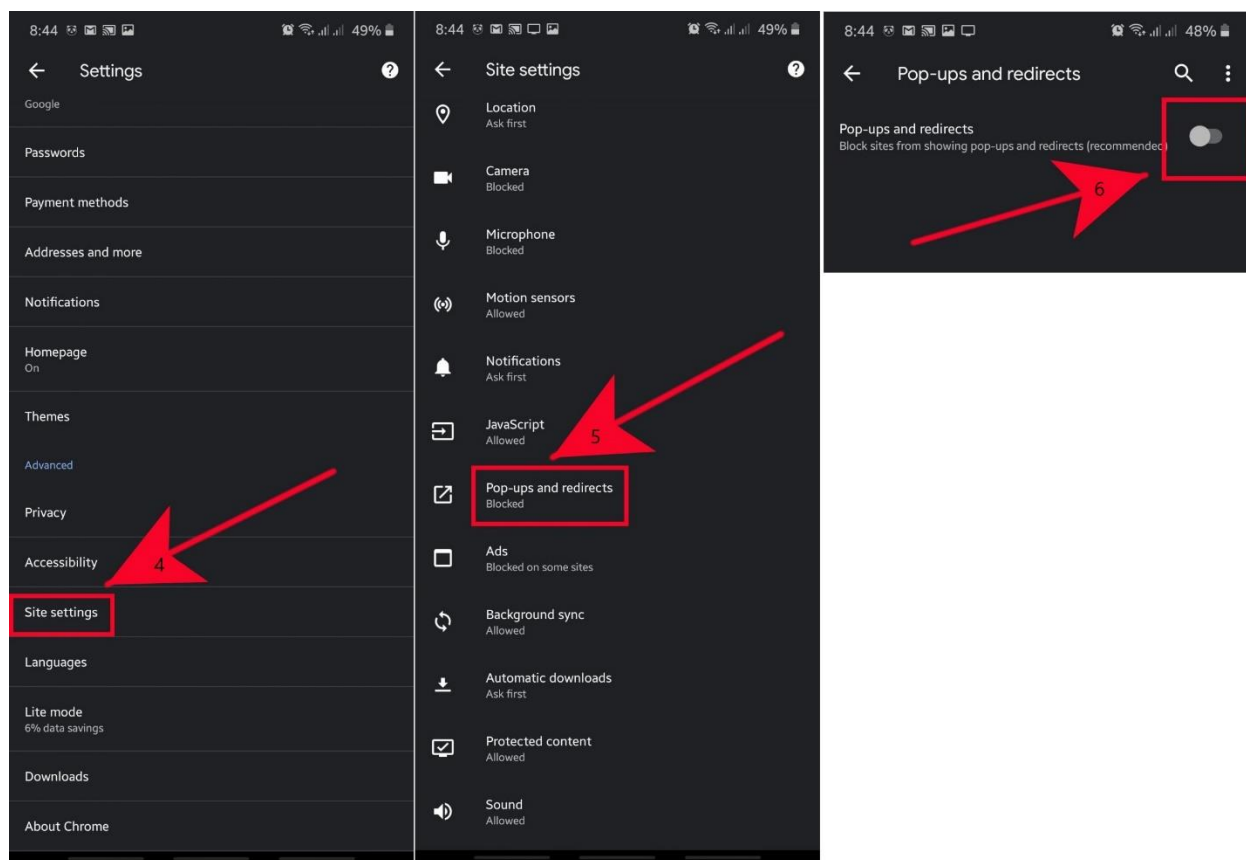 8:44 49%
Settings
Google
Passwords
Payment methods
Addresses and more
Notifications
Homepage
On
Themes
Advanced
Privacy
Accessibility
4
Site settings
Languages
Lite mode
6% data savings
Downloads
About Chrome
8:44 49%
Site settings
Location
Ask first
Camera
Blocked
Microphone
Blocked
Motion sensors
Allowed
Notifications
Ask first
JavaScript
Allowed
5
Pop-ups and redirects
Blocked
Ads
Blocked on some sites
Background sync
Allowed
Automatic downloads
Ask first
Protected content
Allowed
Sound
Allowed
8:44 48%
Pop-ups and redirects
Pop-ups and redirects
Block sites from showing pop-ups and redirects (recommended)
6